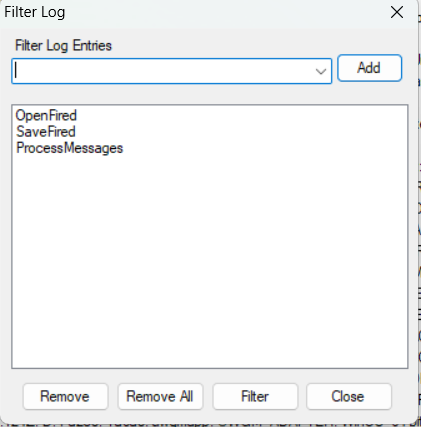 Filter Log
Filter Log Entries
Add
OpenFired
SaveFired
ProcessMessages
Remove
Remove All
Filter
Close